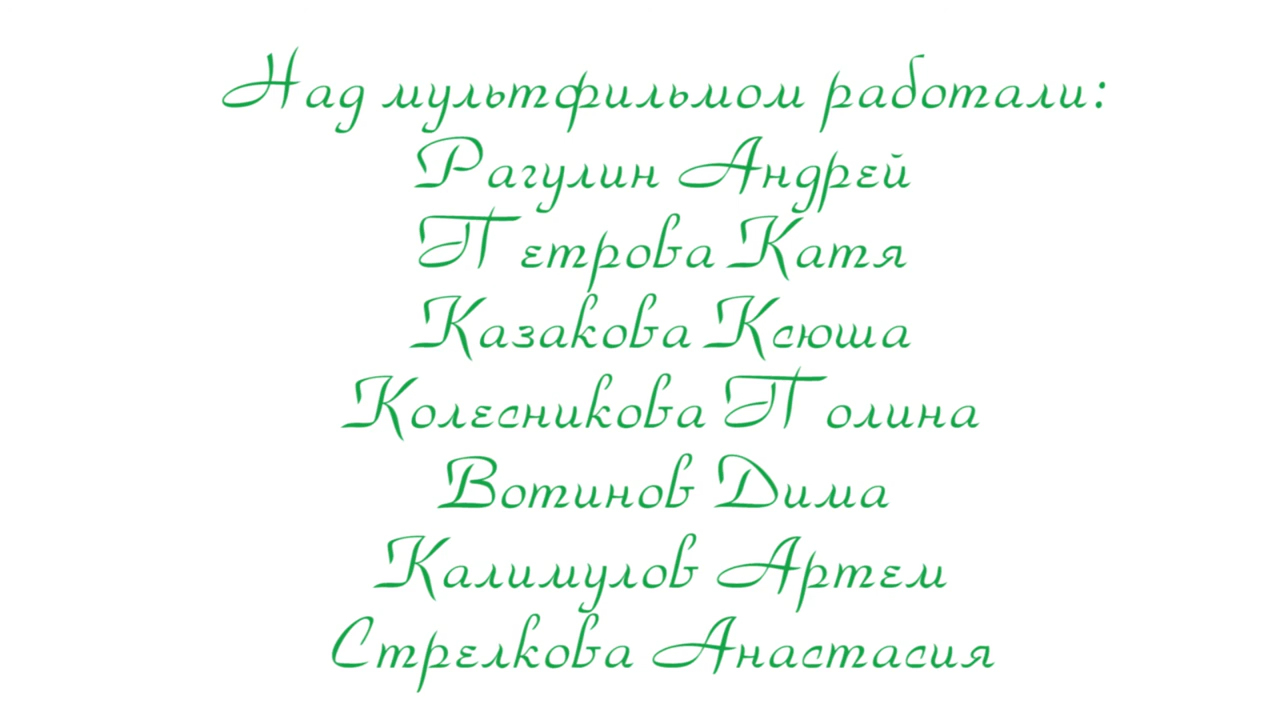 Над мультфильмом работали:
Рагулин Андрей
Петрова Катя
Казакова Ксюша
Колесникова Полина
Вотинов Дима
Калимулов Артем
Стрелкова Анастасия